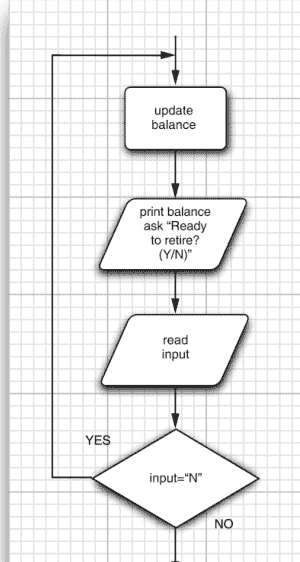 update
balance
print balance
ask “Ready
to retire?
(Y/N)”
read
input
YES
input=“N”
NO